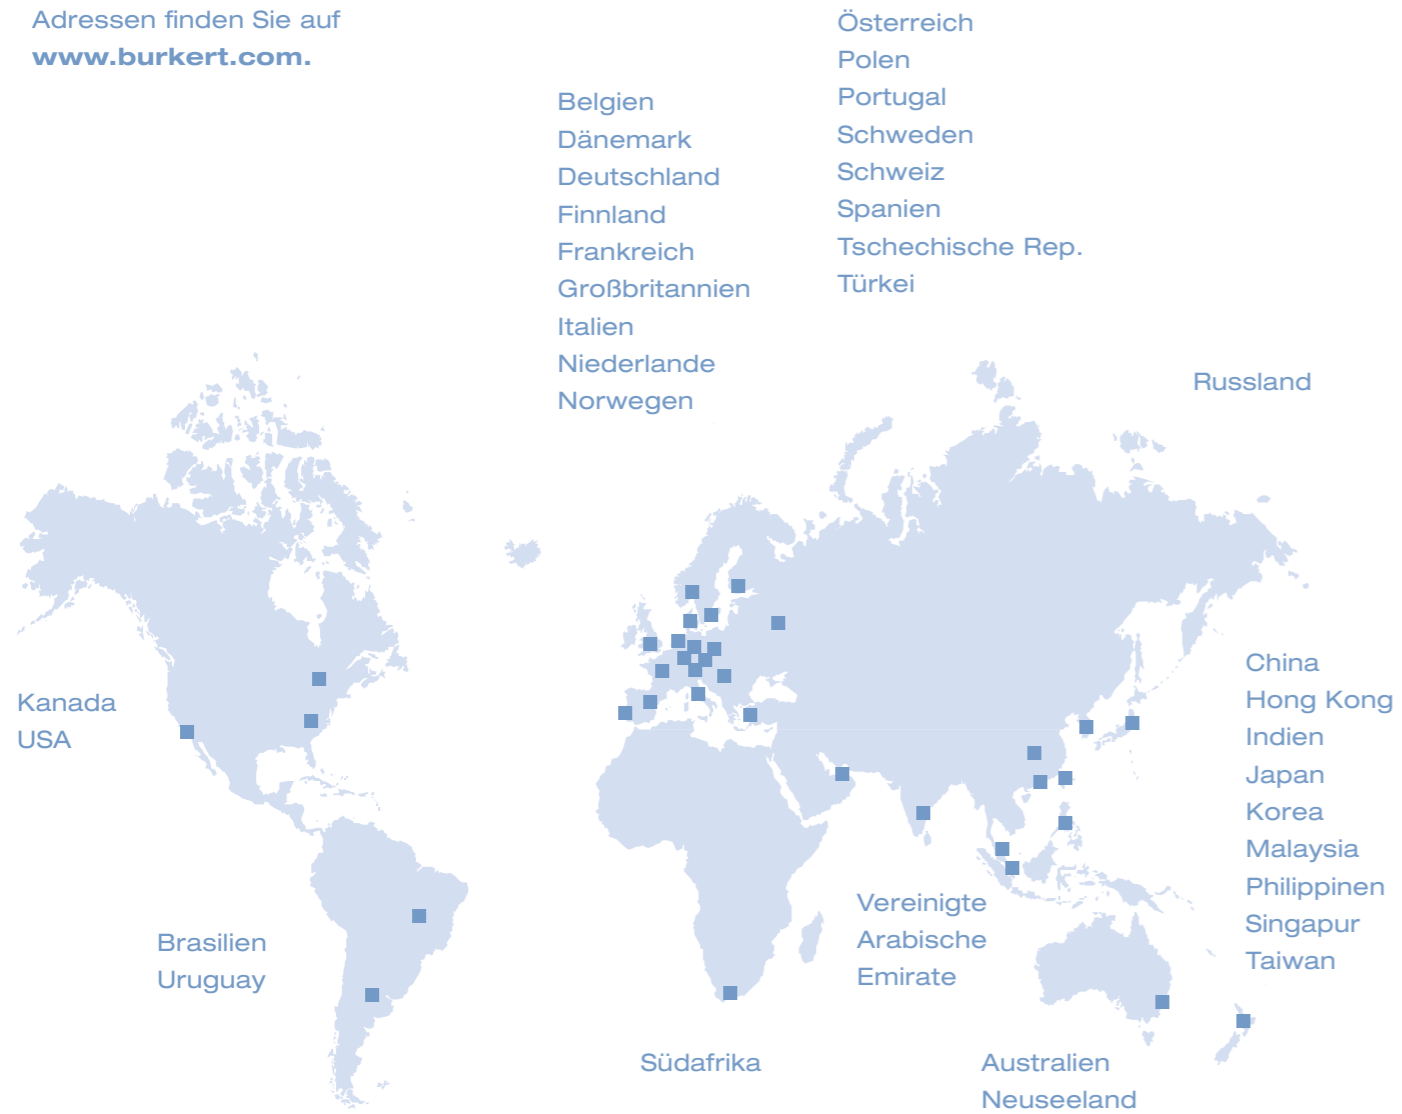 Adressen finden Sie auf
www.burkert.com.
Belgien
Dänemark
Deutschland
Finnland
Frankreich
Großbritannien
Italien
Niederlande
Norwegen
Österreich
Polen
Portugal
Schweden
Schweiz
Spanien
Tschechische Rep.
Türkei
Russland
Kanada
USA
China
Hong Kong
Indien
Japan
Korea
Malaysia
Philippinen
Singapur
Taiwan
Brasilien
Uruguay
Vereinigte
Arabische
Emirate
Südafrika
Australien
Neuseeland